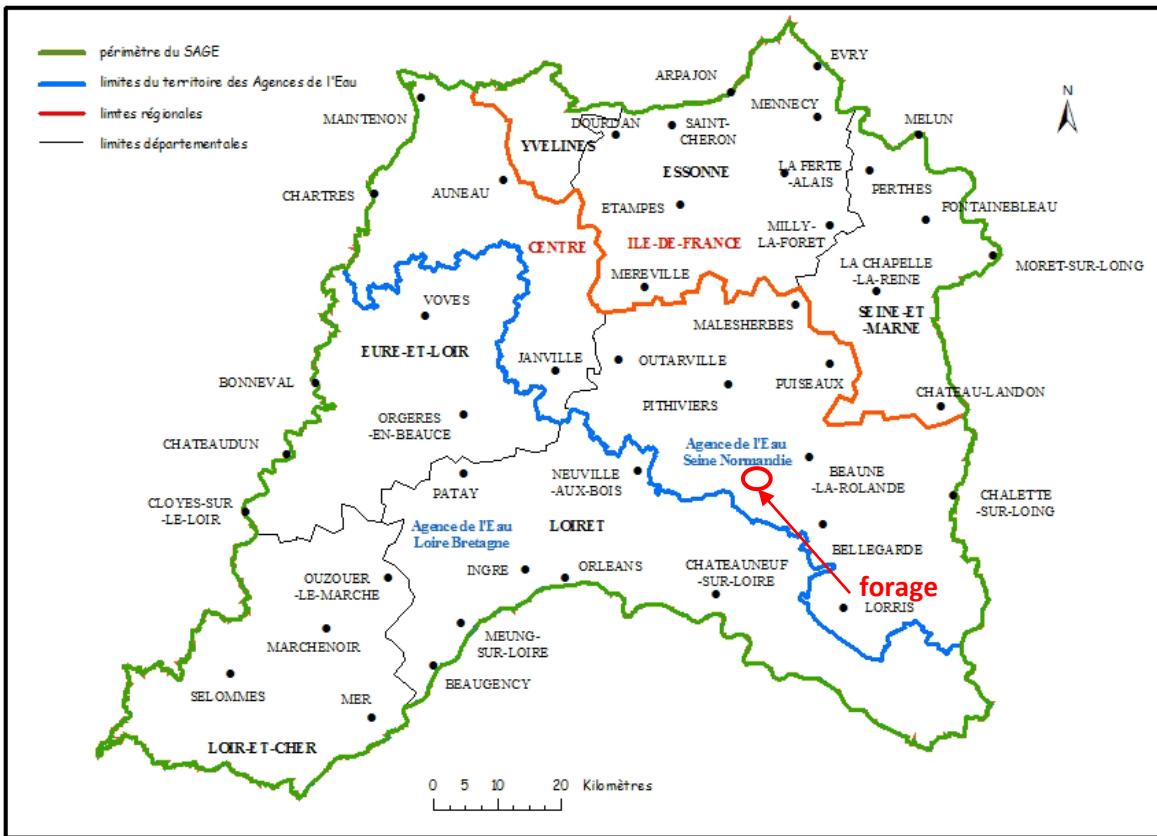 périmètre du SAGE
limites du territoire des Agences de l'Eau
limtes régionales
limites départementales
N
EVRY
ARPAJON
MENNECY
MAINTENON
DOURDAN
SAINT-
CHERON
MELUN
YVELINES
ESSONNE
LA FERTE
-ALAIS
PERTHES
CHARTRES
AUNEAU
ETAMPES
FONTAINEBLEAU
MILLY-
LA-FORET
CENTRE
ILE-DE-FRANCE
MORET-SUR-LOING
LA CHAPELLE
-LA-REINE
MEREVILLE
VOVES
SEINE-ET
-MARNE
MALESHERBES
EURE-ET-LOIR
JANVILLE
OUTARVILLE
PUISEAUX
BONNEVAL
PITHIVIERS
CHATEAU-LANDON
ORGERES
-EN-BEAUCE
Agence de l'Eau
Seine Normandie
CHATEAUDUN
BEAUNE
-LA-ROLANDE
NEUVILLE
-AUX-BOIS
PATAY
CHALETTE
-SUR-LOING
CLOYES-SUR
-LE-LOIR
Agence de l'Eau
Loire Bretagne
LOIRET
BELLEGARDE
INGRE
ORLEANS
CHATEAUNEUF
-SUR-LOIRE
OUZOUER
-LE-MARCHE
forage
LORRIS
MARCHENOIR
MEUNG-
SUR-LOIRE
SELOMMES
BEAUGENCY
MER
LOIR-ET-CHER
0 5 10 20 Kilomètres